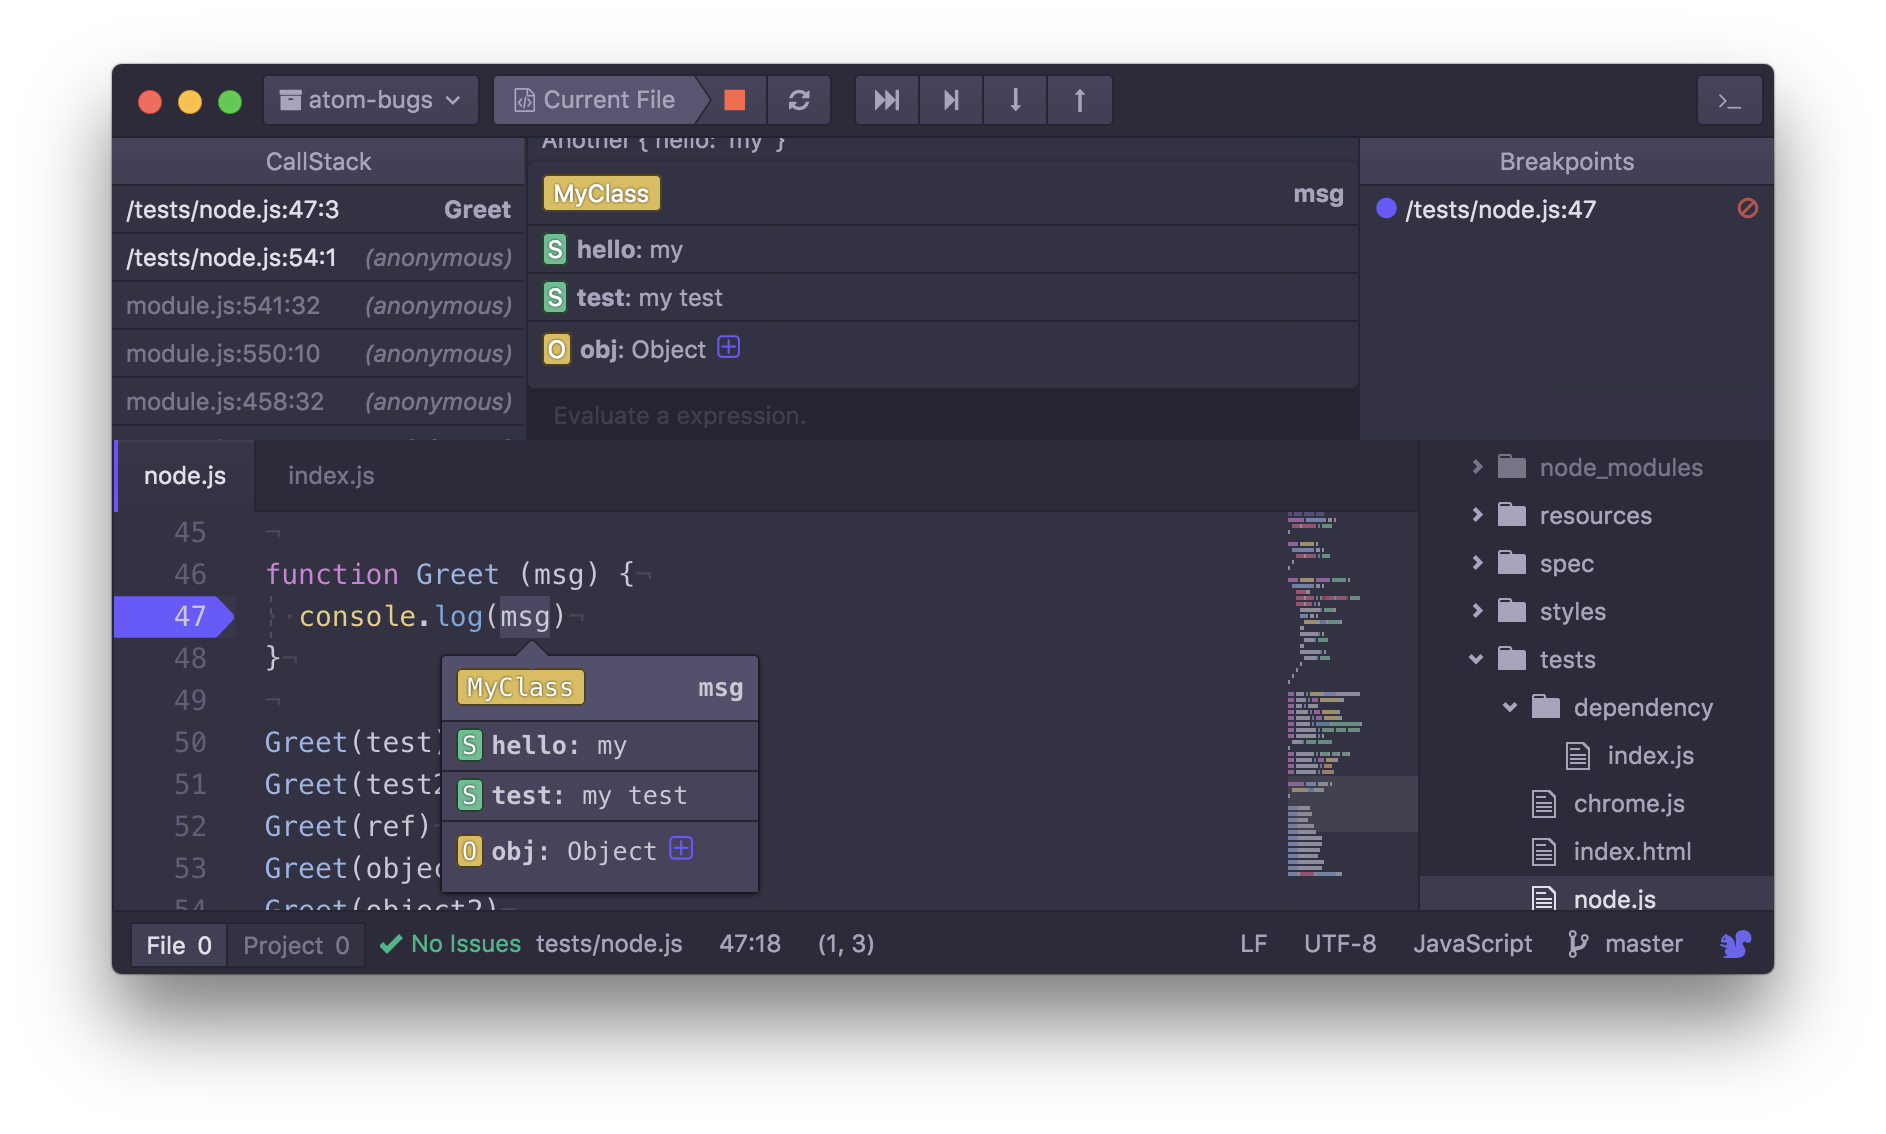 atom-bugs
Current File
>_
CallStack
/tests/node.js:47:3 Greet
/tests/node.js:54:1 (anonymous)
module.js:541:32 (anonymous)
module.js:550:10 (anonymous)
module.js:458:32 (anonymous)
Another { hello: 'my' }
MyClass msg
S hello: my
S test: my test
O obj: Object
Evaluate a expression.
Breakpoints
/tests/node.js:47
node.js index.js
45 ¬
46 function Greet (msg) {¬
47 console.log(msg)¬
48 }¬
49 ¬
50 Greet(test)
51 Greet(test2
52 Greet(ref)
53 Greet(objec
54 Greet(object2)¬
MyClass msg
S hello: my
S test: my test
O obj: Object
node_modules
resources
spec
styles
tests
dependency
index.js
chrome.js
index.html
node.js
File 0 Project 0 No Issues tests/node.js 47:18 (1, 3) LF UTF-8 JavaScript master